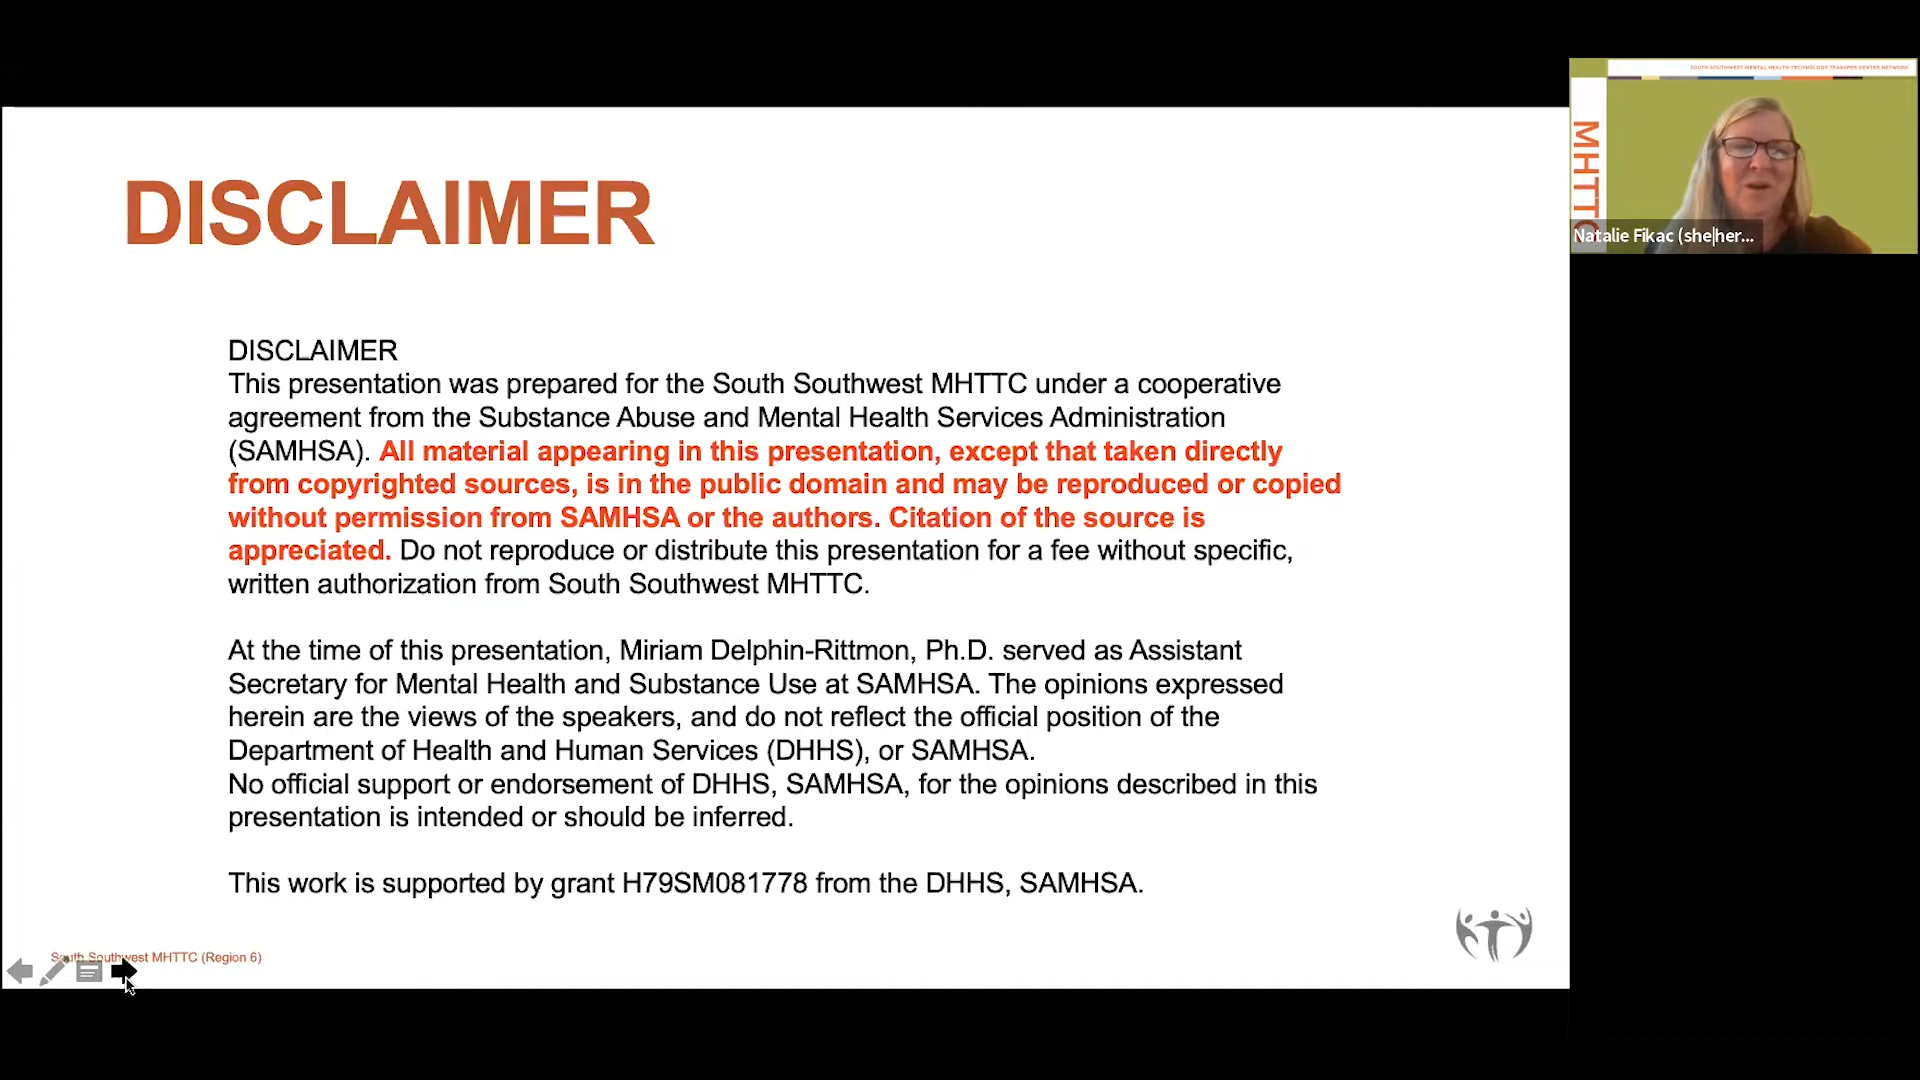 DISCLAIMER
DISCLAIMER
This presentation was prepared for the South Southwest MHTTC under a cooperative
agreement from the Substance Abuse and Mental Health Services Administration
(SAMHSA). All material appearing in this presentation, except that taken directly
from copyrighted sources, is in the public domain and may be reproduced or copied
without permission from SAMHSA or the authors. Citation of the source is
appreciated. Do not reproduce or distribute this presentation for a fee without specific,
written authorization from South Southwest MHTTC.
At the time of this presentation, Miriam Delphin-Rittmon, Ph.D. served as Assistant
Secretary for Mental Health and Substance Use at SAMHSA. The opinions expressed
herein are the views of the speakers, and do not reflect the official position of the
Department of Health and Human Services (DHHS), or SAMHSA.
No official support or endorsement of DHHS, SAMHSA, for the opinions described in this
presentation is intended or should be inferred.
This work is supported by grant H79SM081778 from the DHHS, SAMHSA.
South Southwest MHTTC (Region 6)
SOUTH SOUTHWEST MENTAL HEALTH TECHNOLOGY TRANSFER CENTER NETWORK
MHTTC
Natalie Fikac (she|her...